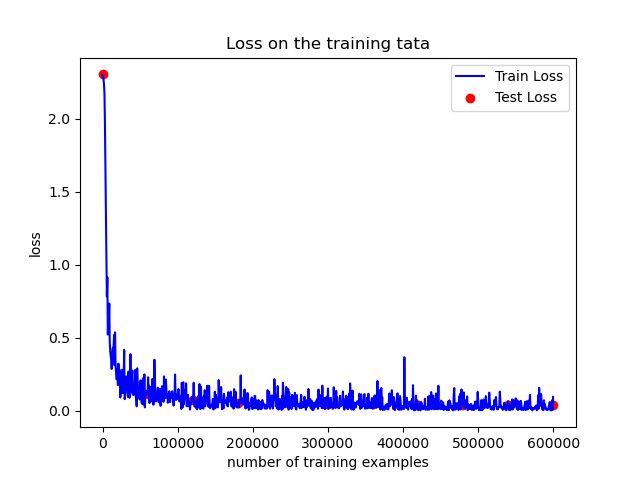 Loss on the training tata
Train Loss
Test Loss
loss
2.0
1.5
1.0
0.5
0.0
0 100000 200000 300000 400000 500000 600000
number of training examples